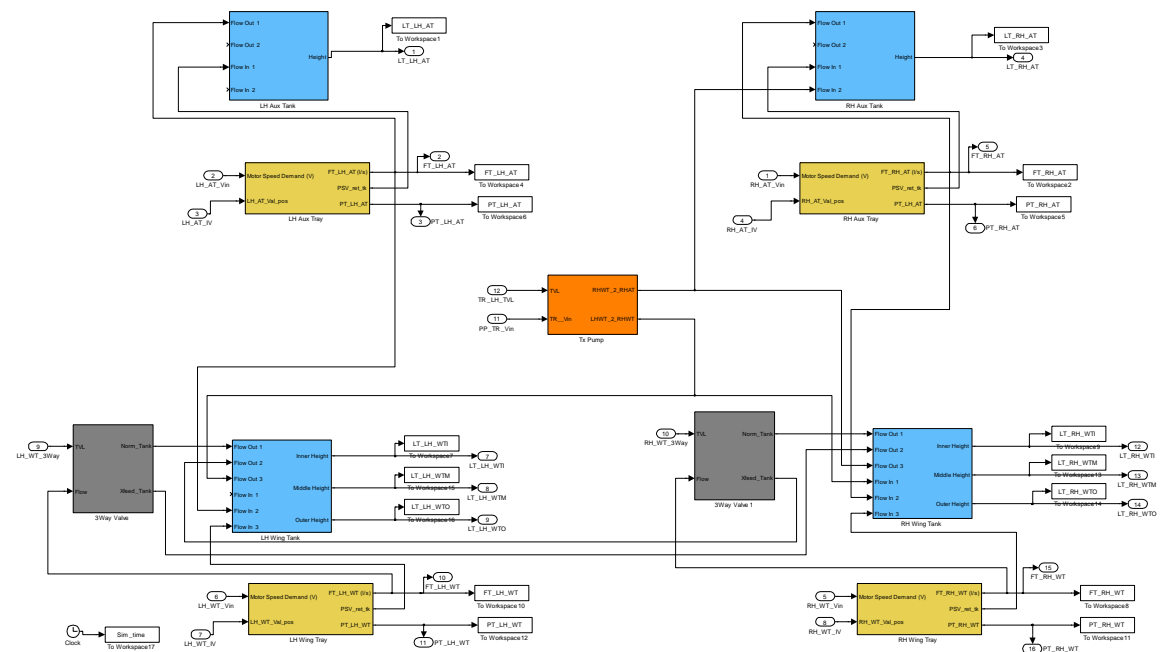 Flow Out 1
Flow Out 2
Flow In 1
Flow In 2
Height
LH Aux Tank
LT_LH_AT
To Workspace1
1
LT_LH_AT
Flow Out 1
Flow Out 2
Flow In 1
Flow In 2
Height
RH Aux Tank
LT_RH_AT
To Workspace3
4
LT_RH_AT
2
LH_AT_Vin
3
LH_AT_IV
Motor Speed Demand (V)
LH_AT_Val_pos
FT_LH_AT (l/s)
PSV_ret_tk
PT_LH_AT
LH Aux Tray
2
FT_LH_AT
FT_LH_AT
To Workspace4
PT_LH_AT
To Workspace6
3
PT_LH_AT
1
RH_AT_Vin
4
RH_AT_IV
Motor Speed Demand (V)
RH_AT_Val_pos
FT_RH_AT (l/s)
PSV_ret_tk
PT_LH_AT
RH Aux Tray
5
FT_RH_AT
FT_RH_AT
To Workspace2
PT_RH_AT
To Workspace5
6
PT_RH_AT
12
TR_LH_TVL
11
PP_TR_Vin
TVL
TR__Vin
RHWT_2_RHAT
LHWT_2_RHWT
Tx Pump
9
LH_WT_3Way
TVL
Flow
Norm_Tank
Xfeed_Tank
3Way Valve
Flow Out 1
Flow Out 2
Flow Out 3
Flow In 1
Flow In 2
Flow In 3
Inner Height
Middle Height
Outer Height
LH Wing Tank
LT_LH_WTI
To Workspace7
7
LT_LH_WTI
LT_LH_WTM
To Workspace15
8
LT_LH_WTM
LT_LH_WTO
To Workspace16
9
LT_LH_WTO
10
RH_WT_3Way
TVL
Flow
Norm_Tank
Xfeed_Tank
3Way Valve 1
Flow Out 1
Flow Out 2
Flow Out 3
Flow In 1
Flow In 2
Flow In 3
Inner Height
Middle Height
Outer Height
RH Wing Tank
LT_RH_WTI
To Workspace9
12
LT_RH_WTI
LT_RH_WTM
To Workspace13
13
LT_RH_WTM
LT_RH_WTO
To Workspace14
14
LT_RH_WTO
6
LH_WT_Vin
7
LH_WT_IV
Motor Speed Demand (V)
LH_WT_Val_pos
FT_LH_WT (l/s)
PSV_ret_tk
PT_LH_WT
LH Wing Tray
10
FT_LH_WT
FT_LH_WT
To Workspace10
PT_LH_WT
To Workspace12
11
PT_LH_WT
5
RH_WT_Vin
8
RH_WT_IV
Motor Speed Demand (V)
RH_WT_Val_pos
FT_RH_WT (l/s)
PSV_ret_tk
PT_RH_WT
RH Wing Tray
15
FT_RH_WT
FT_RH_WT
To Workspace8
PT_RH_WT
To Workspace11
16
PT_RH_WT
Clock
Sim_time
To Workspace17